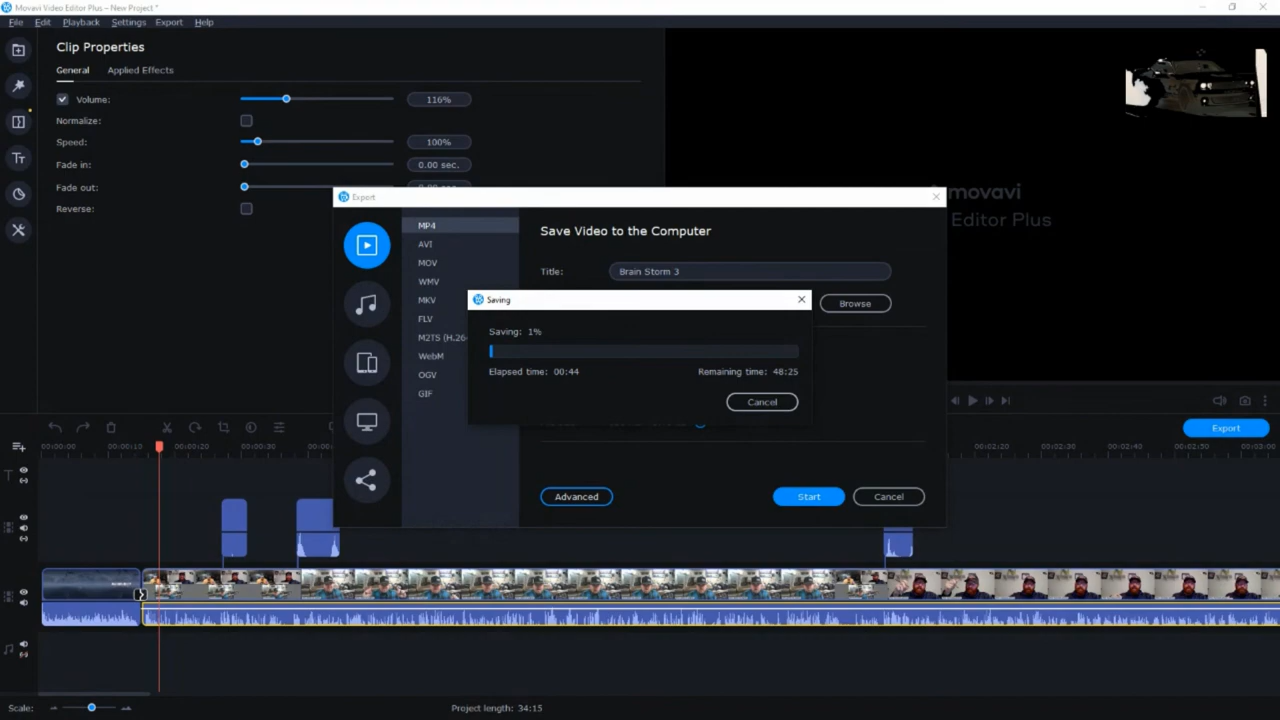 Movavi Video Editor Plus – New Project *
File Edit Playback Settings Export Help
Clip Properties
General Applied Effects
Volume: 116%
Normalize:
Speed: 100%
Fade in: 0.00 sec.
Fade out:
Reverse:
movavi
Editor Plus
Export
MP4
AVI
MOV
WMV
MKV
FLV
M2TS (H.26
WebM
OGV
GIF
Save Video to the Computer
Title: Brain Storm 3
Browse
Saving
Saving: 1%
Elapsed time: 00:44 Remaining time: 48:25
Cancel
Advanced Start Cancel
Export
00:00:00 00:00:10 00:00:20 00:00:30 00:02:20 00:02:30 00:02:40 00:02:50 00:03:00
Scale: Project length: 34:15